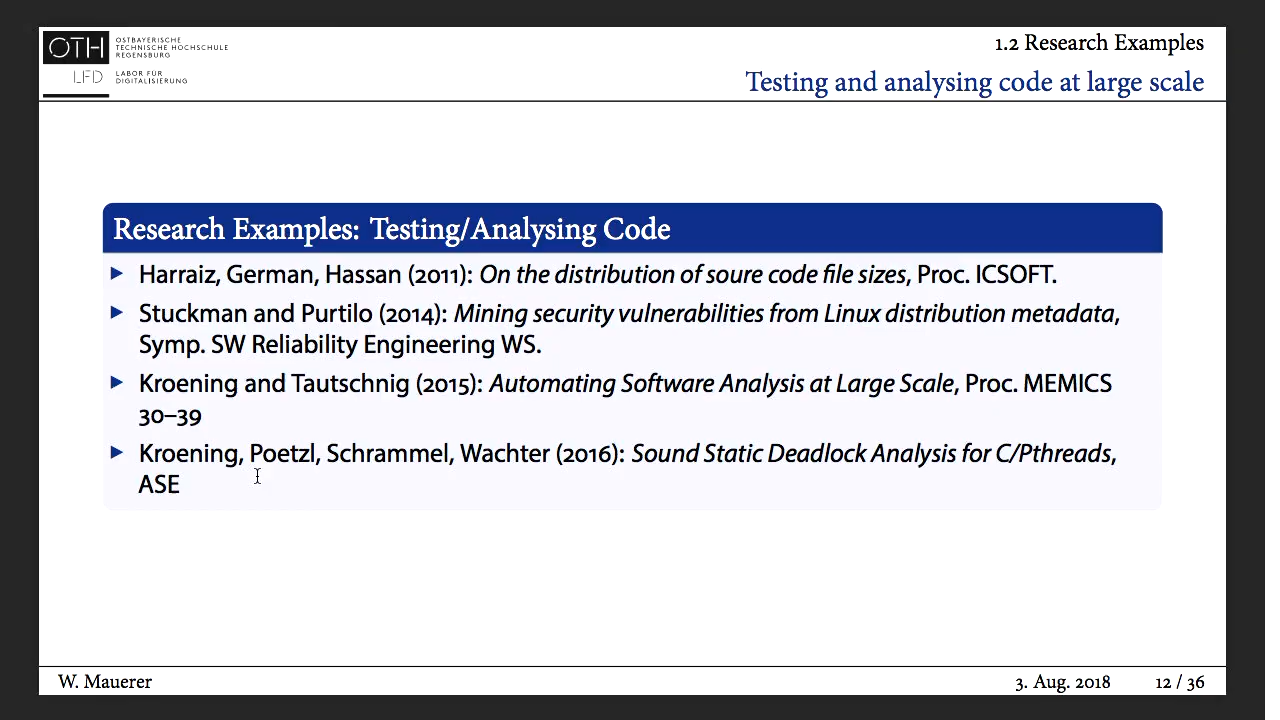 OTH
OSTBAYERISCHE
TECHNISCHE HOCHSCHULE
REGENSBURG
LFD
LABOR FÜR
DIGITALISIERUNG
1.2 Research Examples
Testing and analysing code at large scale
Research Examples: Testing/Analysing Code
Harraiz, German, Hassan (2011): On the distribution of soure code file sizes, Proc. ICSOFT.
Stuckman and Purtilo (2014): Mining security vulnerabilities from Linux distribution metadata,
Symp. SW Reliability Engineering WS.
Kroening and Tautschnig (2015): Automating Software Analysis at Large Scale, Proc. MEMICS
30–39
Kroening, Poetzl, Schrammel, Wachter (2016): Sound Static Deadlock Analysis for C/Pthreads,
ASE
W. Mauerer
3. Aug. 2018
12 / 36